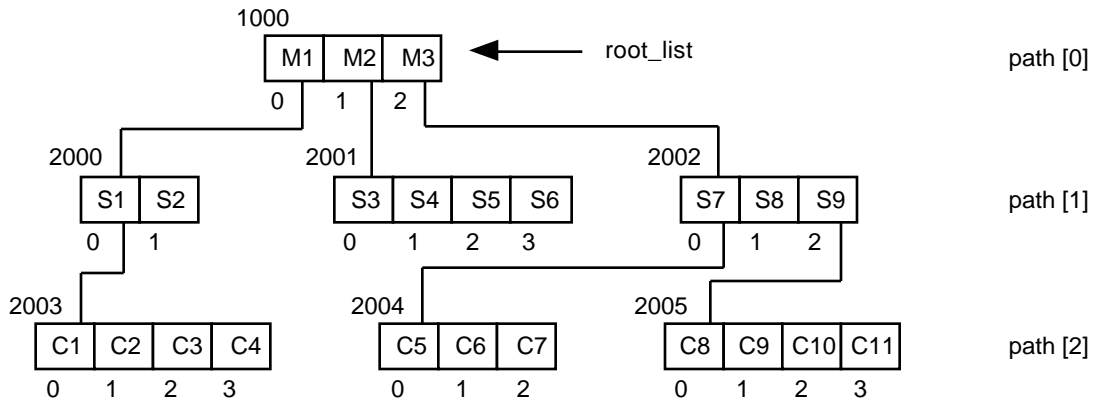 1000
M1 M2 M3 root_list path [0]
0 1 2
2000 2001 2002
S1 S2 S3 S4 S5 S6 S7 S8 S9 path [1]
0 1 0 1 2 3 0 1 2
2003 2004 2005
C1 C2 C3 C4 C5 C6 C7 C8 C9 C10 C11 path [2]
0 1 2 3 0 1 2 0 1 2 3